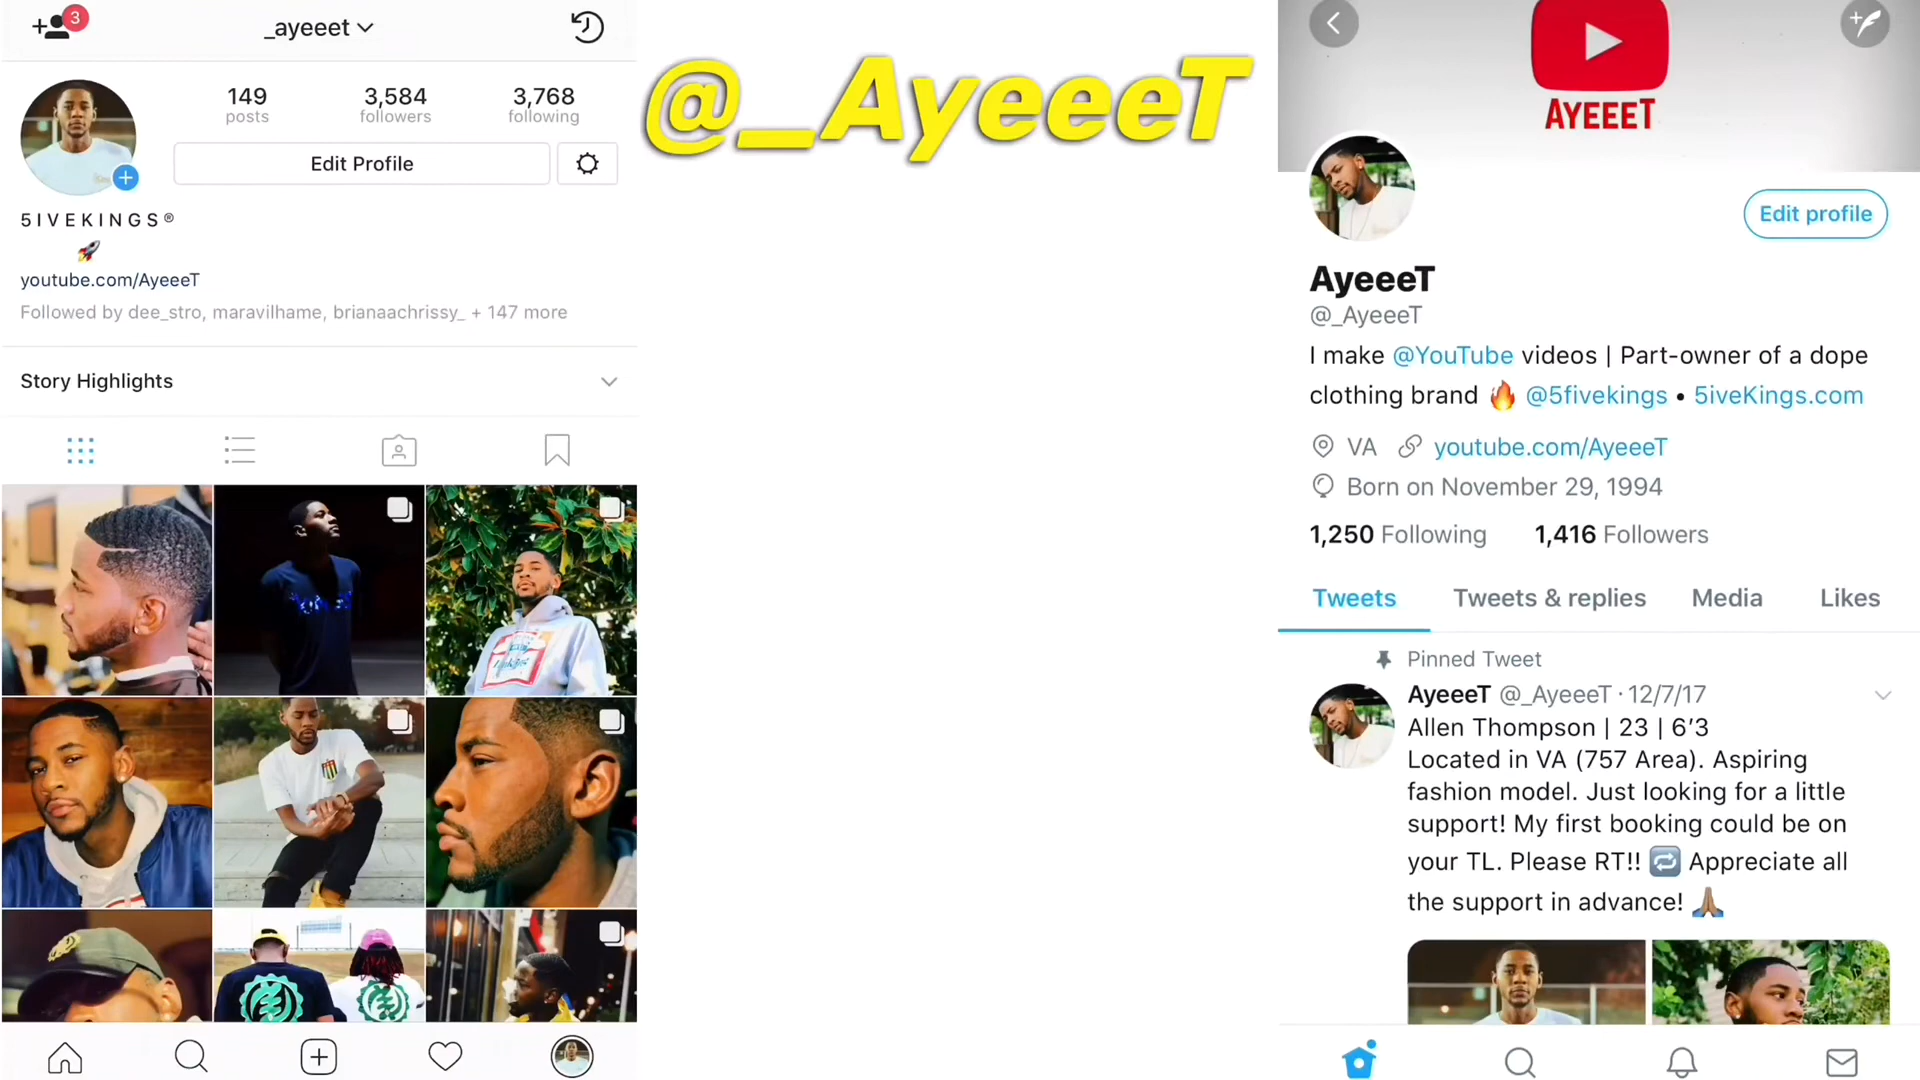 3
_ayeeet
149
posts
3,584
followers
3,768
following
Edit Profile
5IVEKINGS®
🚀
youtube.com/AyeeeT
Followed by dee_stro, maravilhame, brianaachrissy_ + 147 more
Story Highlights
@_AyeeeT
AYEEET
Edit profile
AyeeeT
@_AyeeeT
I make @YouTube videos | Part-owner of a dope
clothing brand 🔥 @5fivekings • 5iveKings.com
VA youtube.com/AyeeeT
Born on November 29, 1994
1,250 Following 1,416 Followers
Tweets Tweets & replies Media Likes
Pinned Tweet
AyeeeT @_AyeeeT · 12/7/17
Allen Thompson | 23 | 6’3
Located in VA (757 Area). Aspiring
fashion model. Just looking for a little
support! My first booking could be on
your TL. Please RT!! 🔁 Appreciate all
the support in advance! 🙏🏽